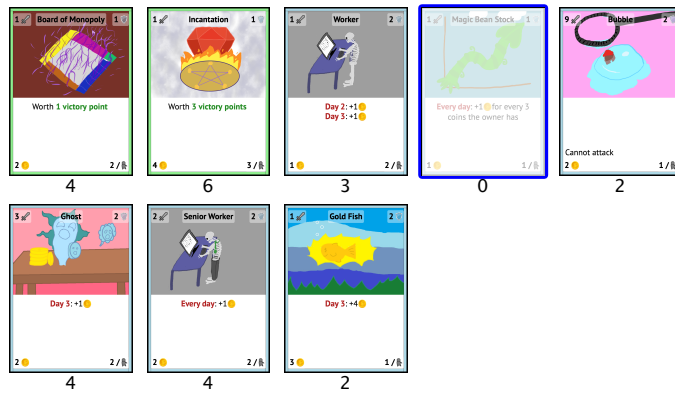 1 Board of Monopoly 1
Worth 1 victory point
2 2 /
4
1 Incantation 1
Worth 3 victory points
4 3 /
6
1 Worker 1
Day 2: +1
Day 3: +1
1 2 /
3
1 Magic Bean Stock 1
Every day: +1 for every 3
coins the owner has
1 1 /
0
9 Bubble 2
Cannot attack
2 1 /
2
3 Ghost 2
Day 3: +1
2 2 /
4
2 Senior Worker 2
Every day: +1
2 2 /
4
1 Gold Fish 2
Day 3: +4
3 1 /
2